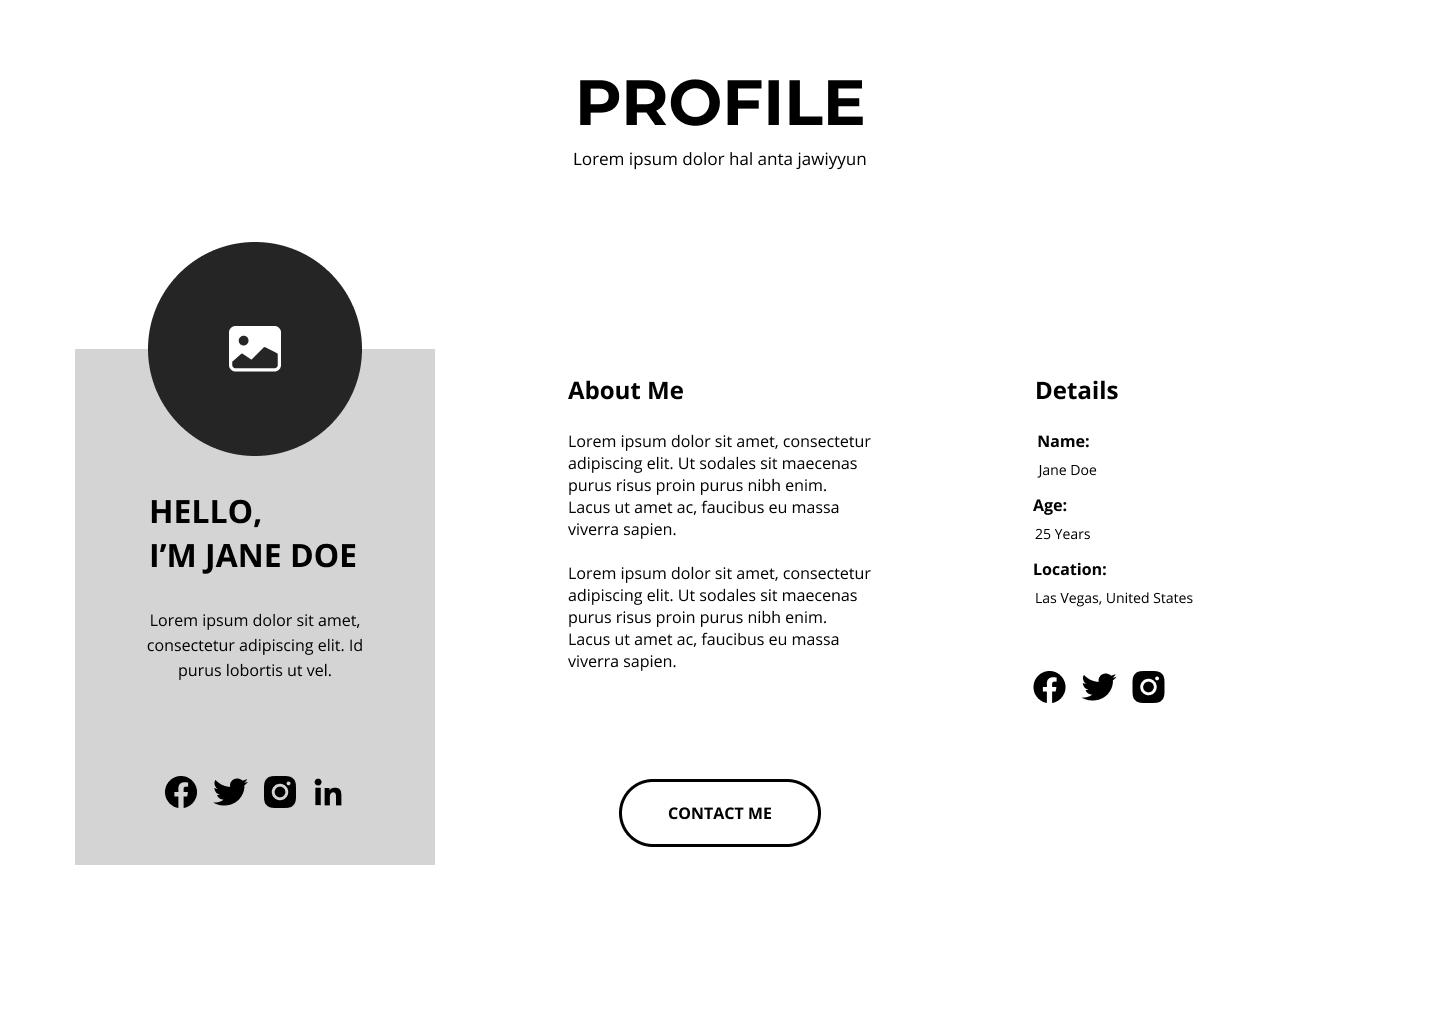 PROFILE
Lorem ipsum dolor hal anta jawiyyun
HELLO,
I’M JANE DOE
Lorem ipsum dolor sit amet,
consectetur adipiscing elit. Id
purus lobortis ut vel.
About Me
Lorem ipsum dolor sit amet, consectetur
adipiscing elit. Ut sodales sit maecenas
purus risus proin purus nibh enim.
Lacus ut amet ac, faucibus eu massa
viverra sapien.
Lorem ipsum dolor sit amet, consectetur
adipiscing elit. Ut sodales sit maecenas
purus risus proin purus nibh enim.
Lacus ut amet ac, faucibus eu massa
viverra sapien.
CONTACT ME
Details
Name:
Jane Doe
Age:
25 Years
Location:
Las Vegas, United States